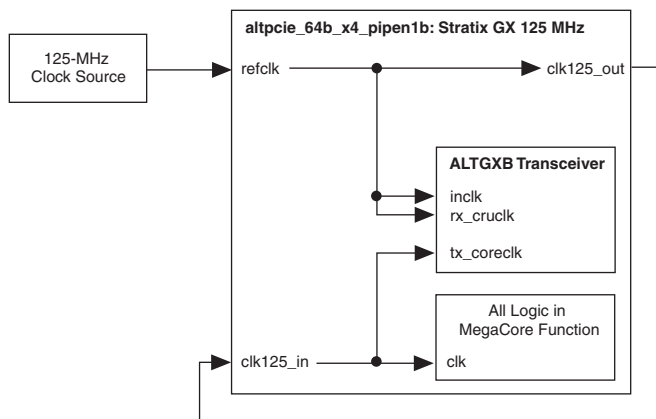 altpcie_64b_x4_pipen1b: Stratix GX 125 MHz
125-MHz
Clock Source
refclk
clk125_out
ALTGXB Transceiver
inclk
rx_cruclk
tx_coreclk
All Logic in
MegaCore Function
clk125_in
clk